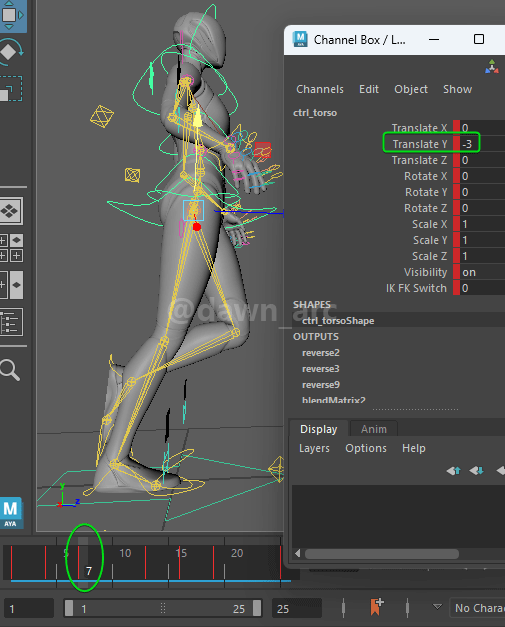 Channel Box / L...
Channels Edit Object Show
ctrl_torso
Translate X 0
Translate Y -3
Translate Z 0
Rotate X 0
Rotate Y 0
Rotate Z 0
Scale X 1
Scale Y 1
Scale Z 1
Visibility on
IK FK Switch 0
SHAPES
ctrl_torsoShape
OUTPUTS
reverse2
reverse3
reverse9
blendMatrix2
@dawn_arc
Display Anim
Layers Options Help
y
z
M
AYA
5 10 15 20
7
1 1 25 25 No Charac